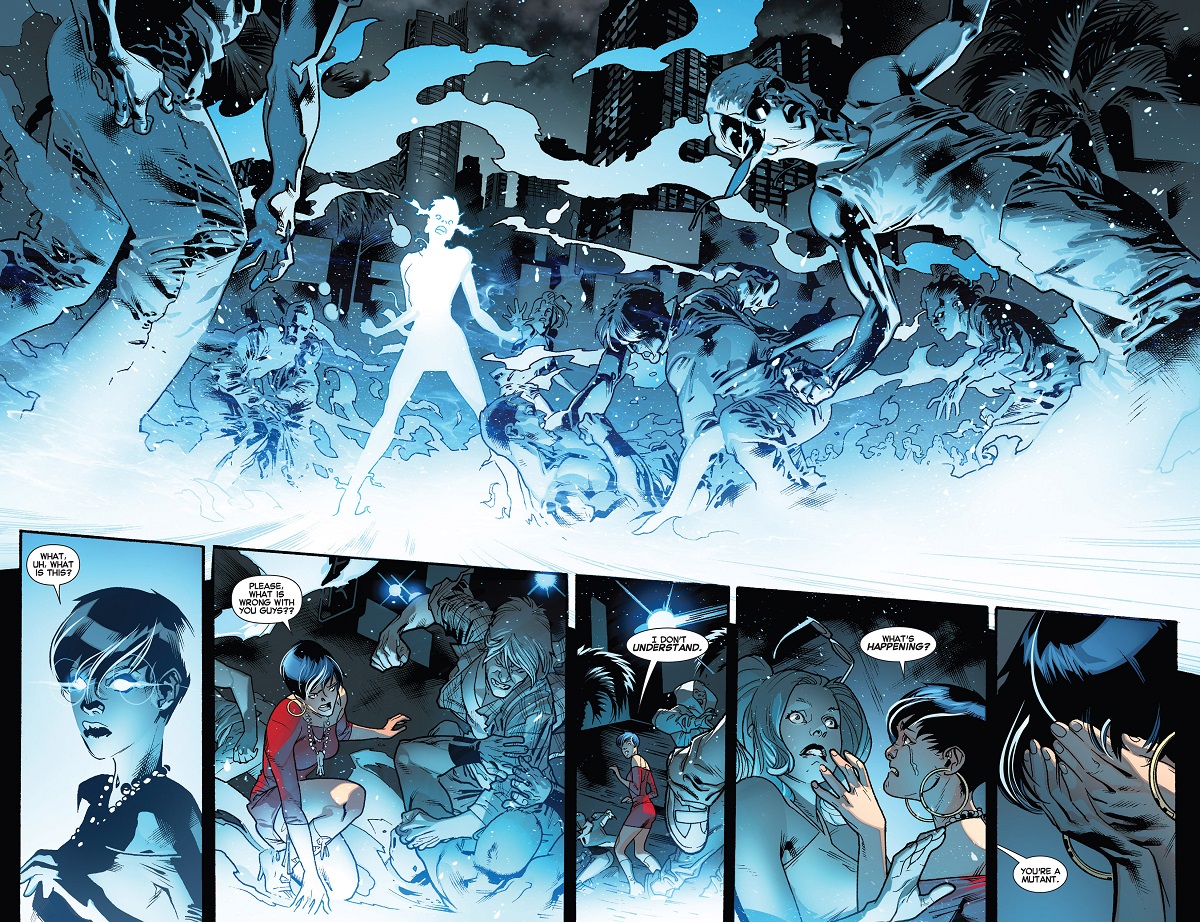 WHAT,
UH, WHAT
IS THIS?
PLEASE,
WHAT IS
WRONG WITH
YOU GUYS??
I DON'T
UNDERSTAND.
WHAT'S
HAPPENING?
YOU'RE A
MUTANT.